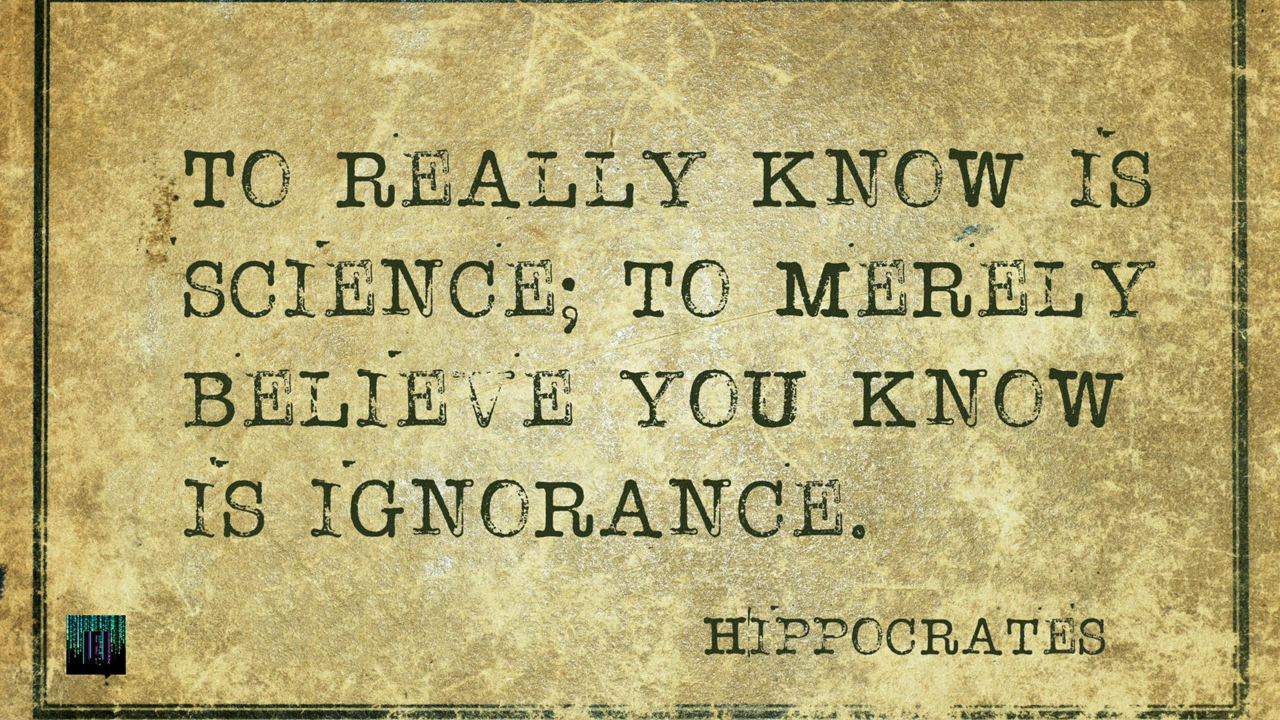 TO REALLY KNOW IS
SCIENCE; TO MERELY
BELIEVE YOU KNOW
IS IGNORANCE.
HIPPOCRATES